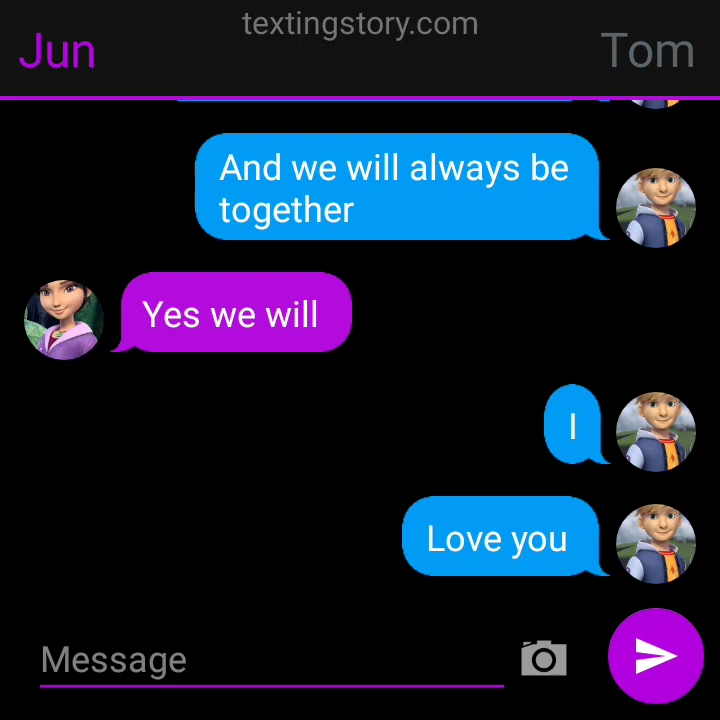 textingstory.com
Jun
Tom
And we will always be
together
Yes we will
I
Love you
Message